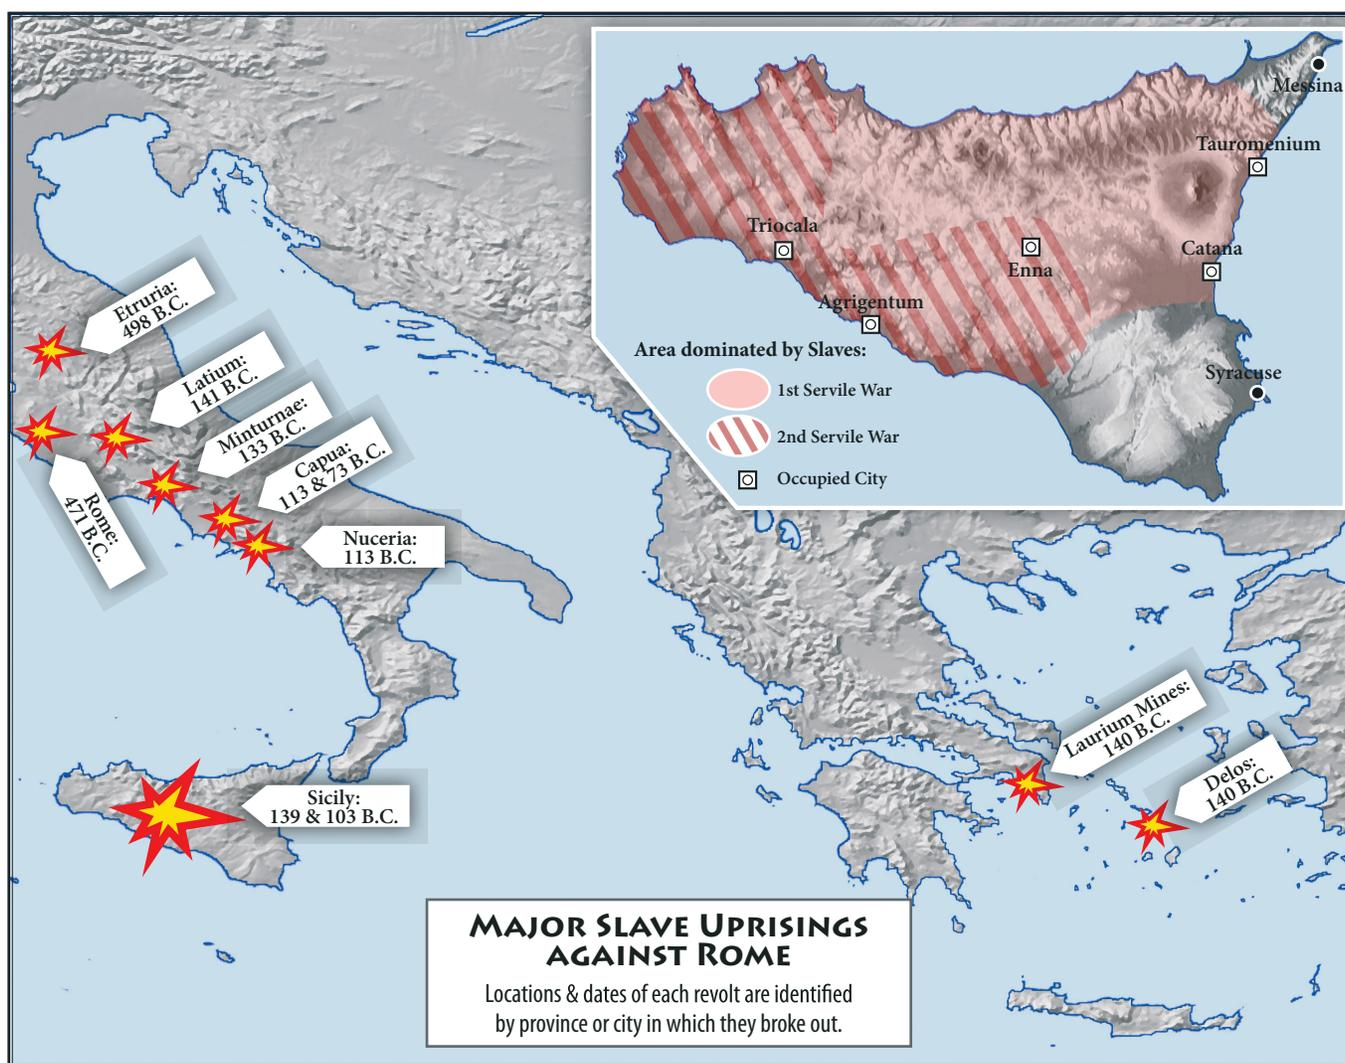 Messina
Tauromenium
Triocala
Catana
Enna
Agrigentum
Area dominated by Slaves:
1st Servile War
2nd Servile War
Occupied City
Syracuse
Etruria:
498 B.C.
Latium:
141 B.C.
Minturnae:
133 B.C.
Capua:
113 & 73 B.C.
Rome:
471 B.C.
Nuceria:
113 B.C.
Laurium Mines:
140 B.C.
Delos:
140 B.C.
Sicily:
139 & 103 B.C.
MAJOR SLAVE UPRISINGS
AGAINST ROME
Locations & dates of each revolt are identified
by province or city in which they broke out.